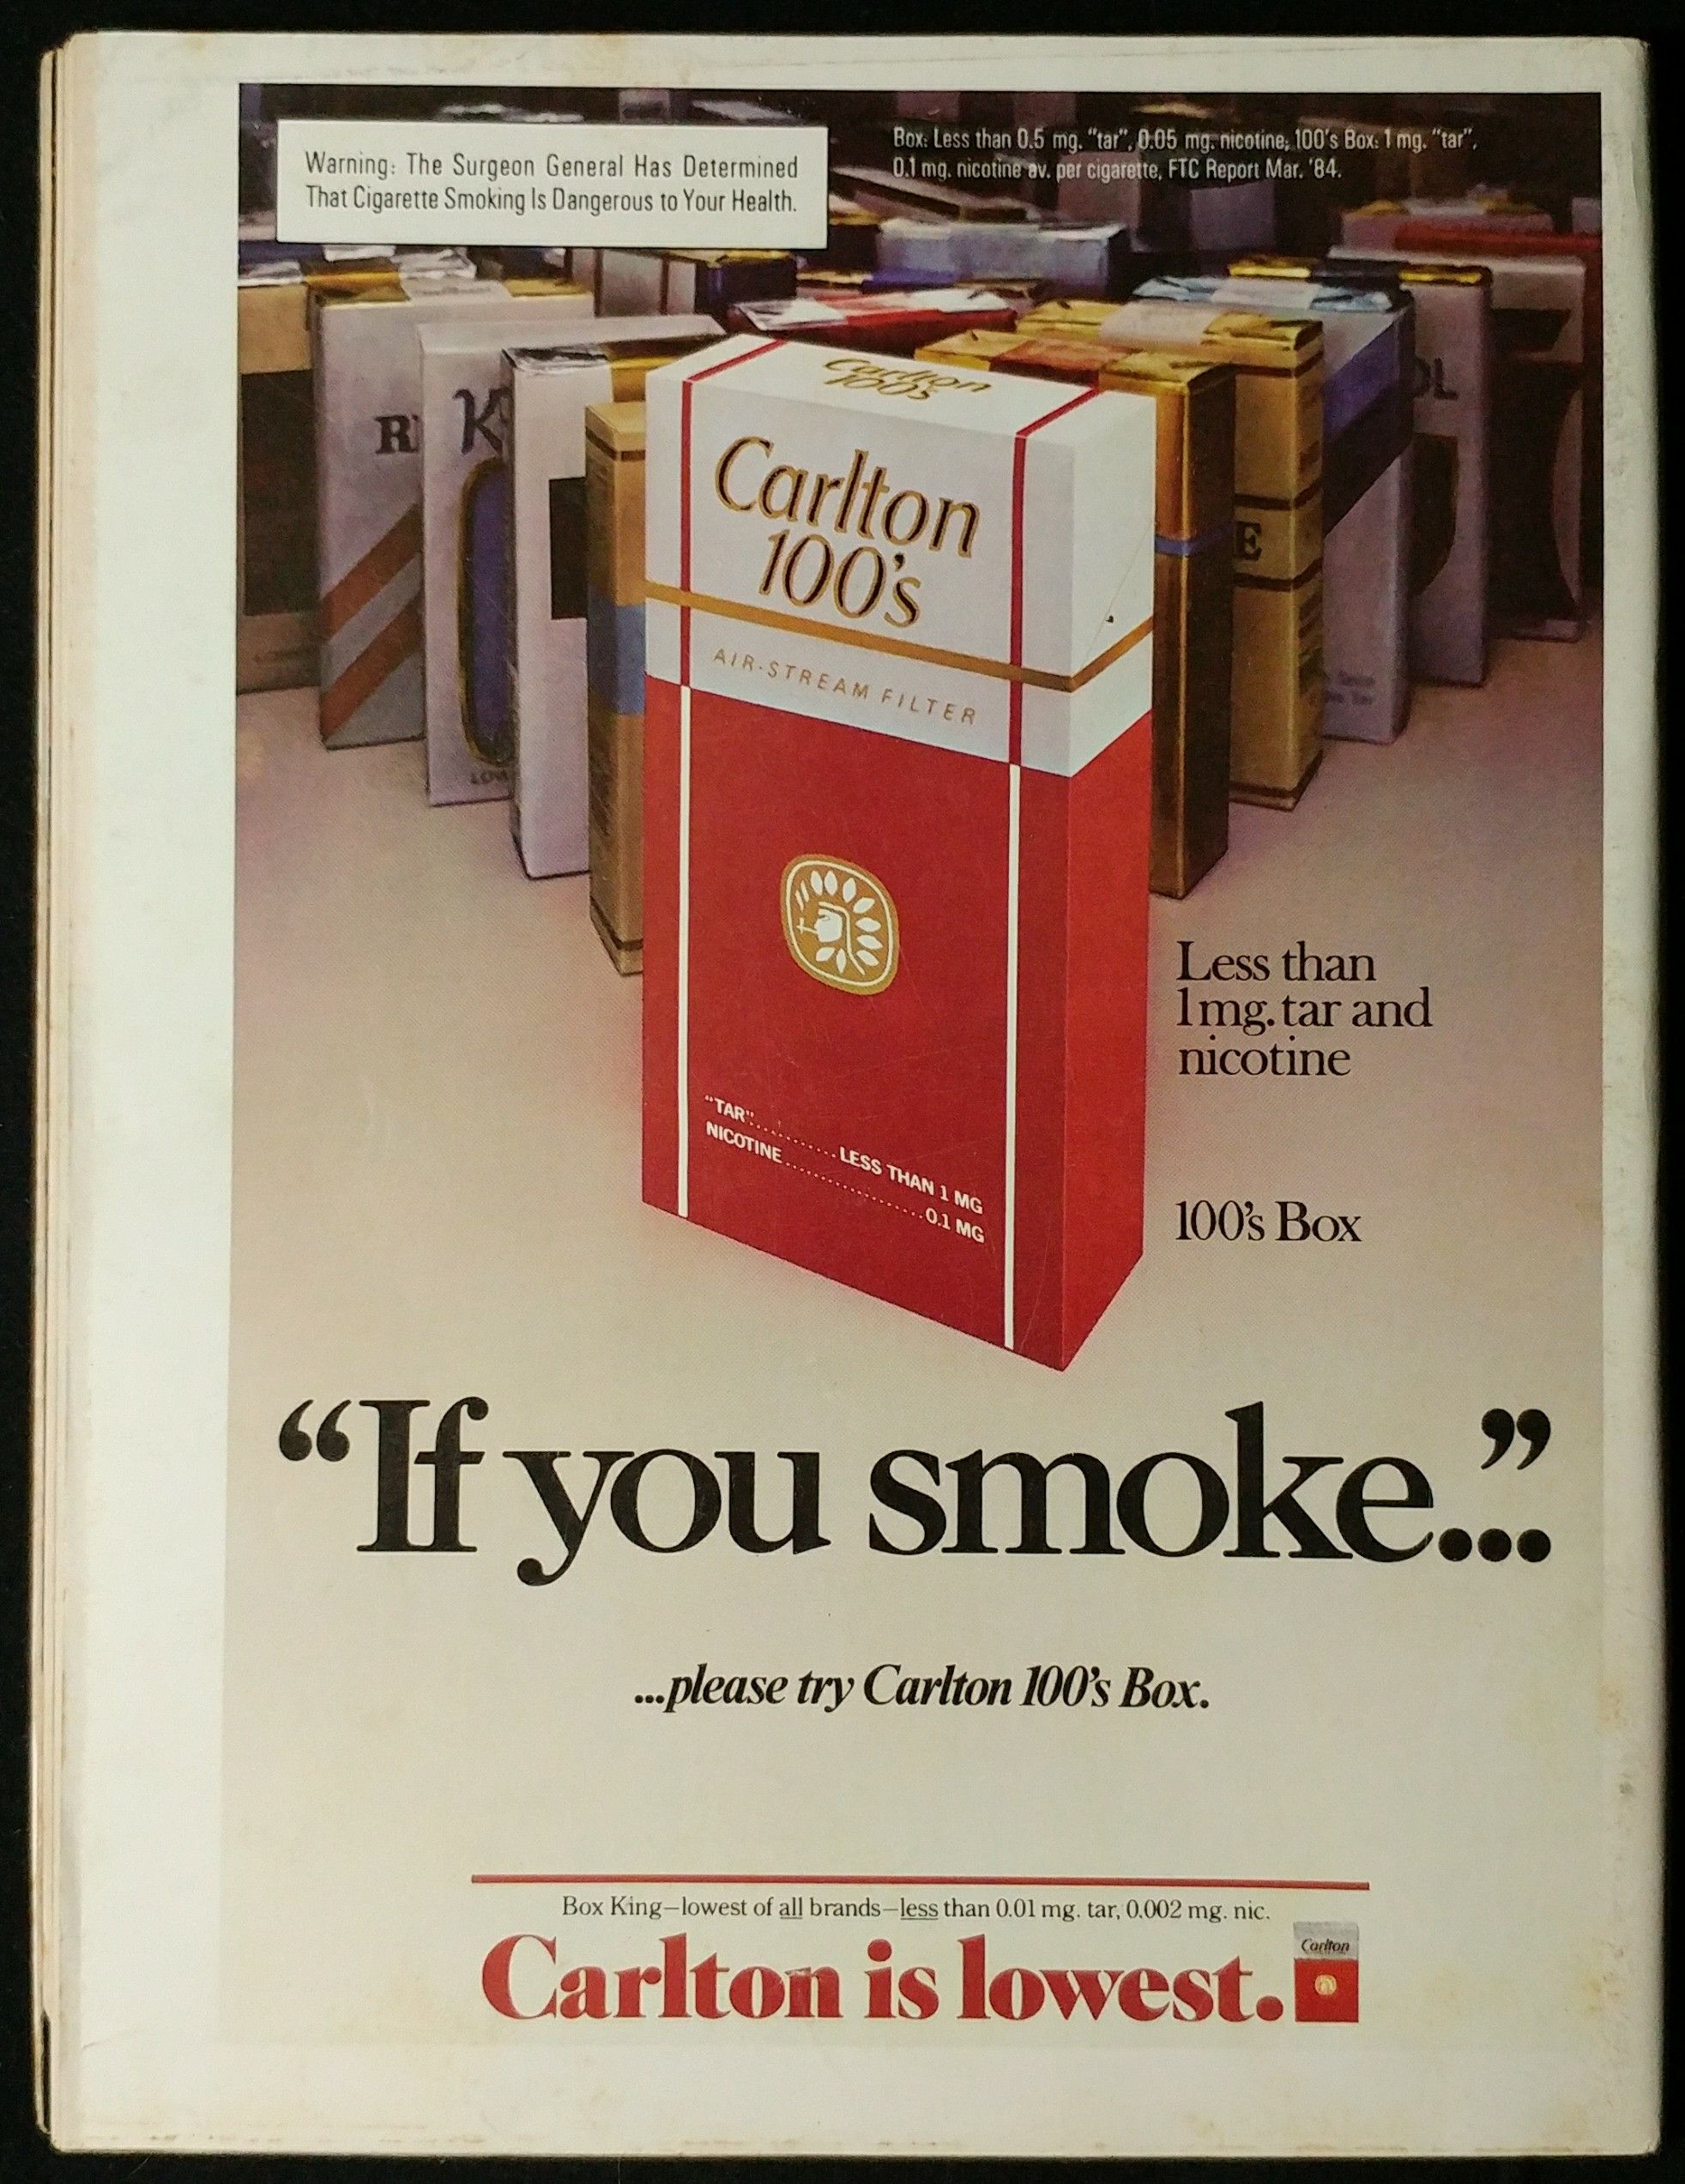 Warning: The Surgeon General Has Determined
That Cigarette Smoking Is Dangerous to Your Health.
Box: Less than 0.5 mg. “tar”, 0.05 mg. nicotine; 100's Box: 1 mg. “tar”,
0.1 mg. nicotine av. per cigarette, FTC Report Mar. '84.
Carlton
100's
R
K
E
OL
LOW
Carlton
100's
AIR-STREAM FILTER
“TAR”..........LESS THAN 1 MG
NICOTINE....................0.1 MG
Less than
1 mg. tar and
nicotine
100's Box
“If you smoke...”
...please try Carlton 100's Box.
Box King–lowest of all brands–less than 0.01 mg. tar, 0.002 mg. nic.
Carlton is lowest.
Carlton